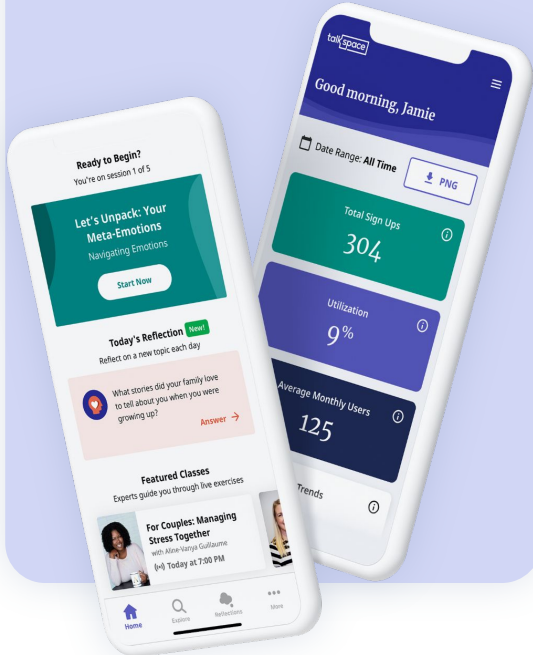 Ready to Begin?
You're on session 1 of 5
Let's Unpack: Your
Meta-Emotions
Navigating Emotions
Start Now
Today's Reflection New!
Reflect on a new topic each day
What stories did your family love
to tell about you when you were
growing up?
Answer →
Featured Classes
Experts guide you through live exercises
For Couples: Managing
Stress Together
with Aline-Vanya Guillaume
Today at 7:00 PM
Home
Explore
Reflections
More
talkspace
Good morning, Jamie
Date Range: All Time
PNG
Total Sign Ups
304
Utilization
9%
Average Monthly Users
125
Trends